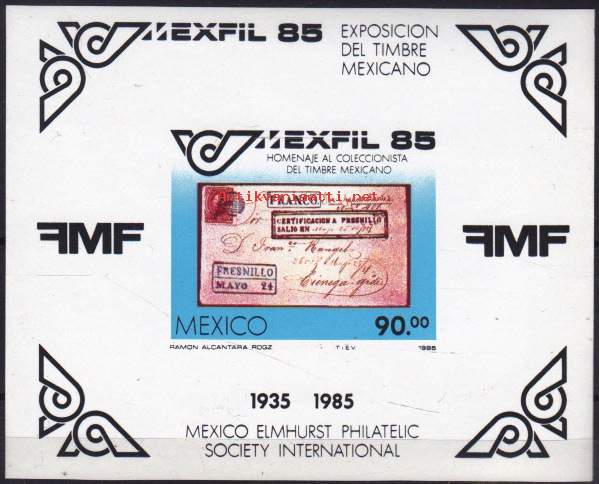 MEXFIL 85
EXPOSICION
DEL TIMBRE
MEXICANO
MEXFIL 85
HOMENAJE AL COLECCIONISTA
DEL TIMBRE MEXICANO
FRANCO
CERTIFICACION A FRESNILLO
SALIO EN
FRESNILLO
MAYO 24
FMF
FMF
MEXICO
90.00
RAMON ALCANTARA RODZ
T.I.E.V.
1985
1935 1985
MEXICO ELMHURST PHILATELIC
SOCIETY INTERNATIONAL